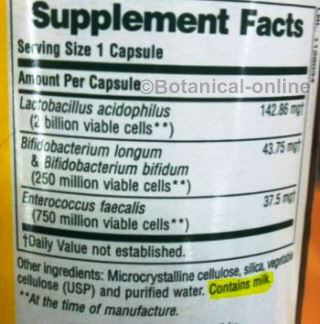 Supplement Facts
Serving Size 1 Capsule
Amount Per Capsule
©Botanical-online
Lactobacillus acidophilus 142.86 mg†
(2 billion viable cells**)
Bifidobacterium longum 43.75 mg†
& Bifidobacterium bifidum
(250 million viable cells**)
Enterococcus faecalis 37.5 mg†
(750 million viable cells**)
†Daily Value not established.
Other ingredients: Microcrystalline cellulose, silica, vegetable
cellulose (USP) and purified water. Contains milk.
**At the time of manufacture.